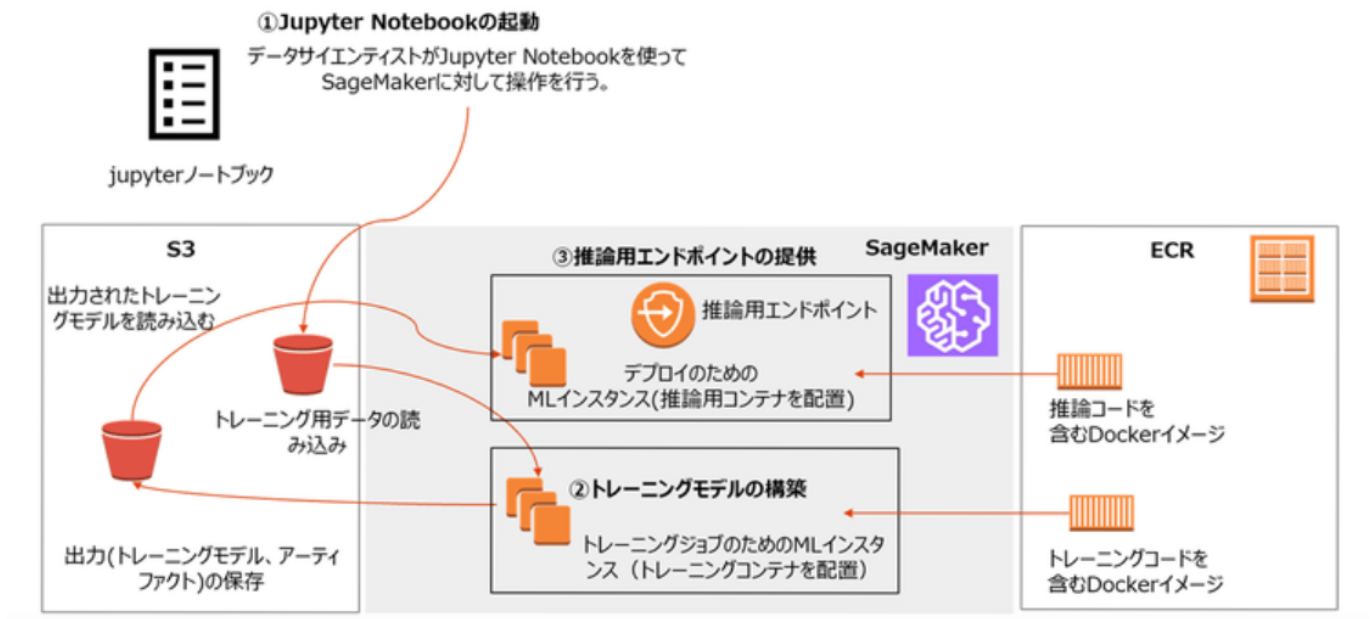 ①Jupyter Notebookの起動
データサイエンティストがJupyter Notebookを使って
SageMakerに対して操作を行う。
jupyterノートブック
S3
出力されたトレーニン
グモデルを読み込む
トレーニング用データの読
み込み
出力(トレーニングモデル、アーティ
ファクト)の保存
SageMaker
③推論用エンドポイントの提供
推論用エンドポイント
デプロイのための
MLインスタンス(推論用コンテナを配置)
②トレーニングモデルの構築
トレーニングジョブのためのMLインスタ
ンス（トレーニングコンテナを配置）
ECR
推論コードを
含むDockerイメージ
トレーニングコードを
含むDockerイメージ